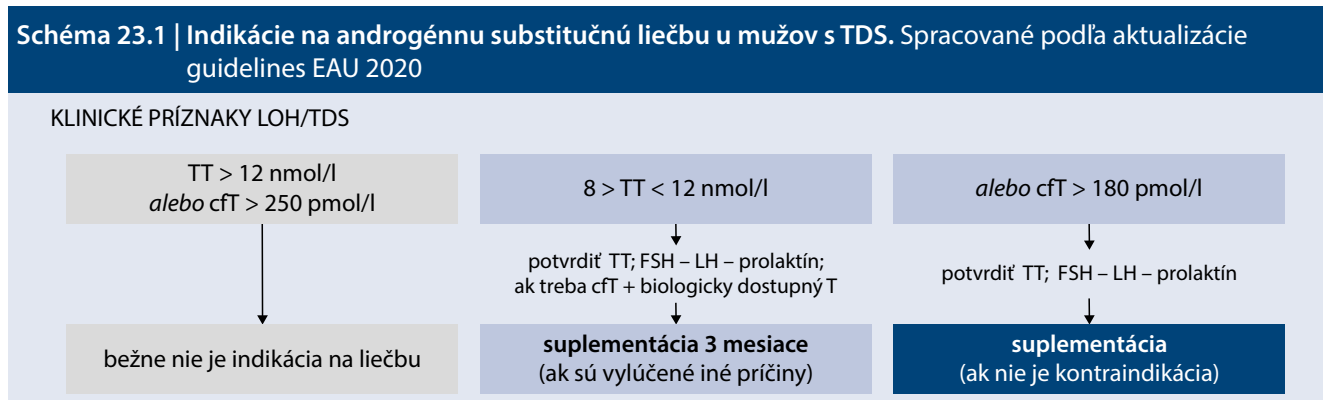 Schéma 23.1 | Indikácie na androgénnu substitučnú liečbu u mužov s TDS. Spracované podľa aktualizácie
guidelines EAU 2020
KLINICKÉ PRÍZNAKY LOH/TDS
TT > 12 nmol/l
alebo cfT > 250 pmol/l
bežne nie je indikácia na liečbu
8 > TT < 12 nmol/l
potvrdiť TT; FSH – LH – prolaktín;
ak treba cfT + biologicky dostupný T
suplementácia 3 mesiace
(ak sú vylúčené iné príčiny)
alebo cfT > 180 pmol/l
potvrdiť TT; FSH – LH – prolaktín
suplementácia
(ak nie je kontraindikácia)